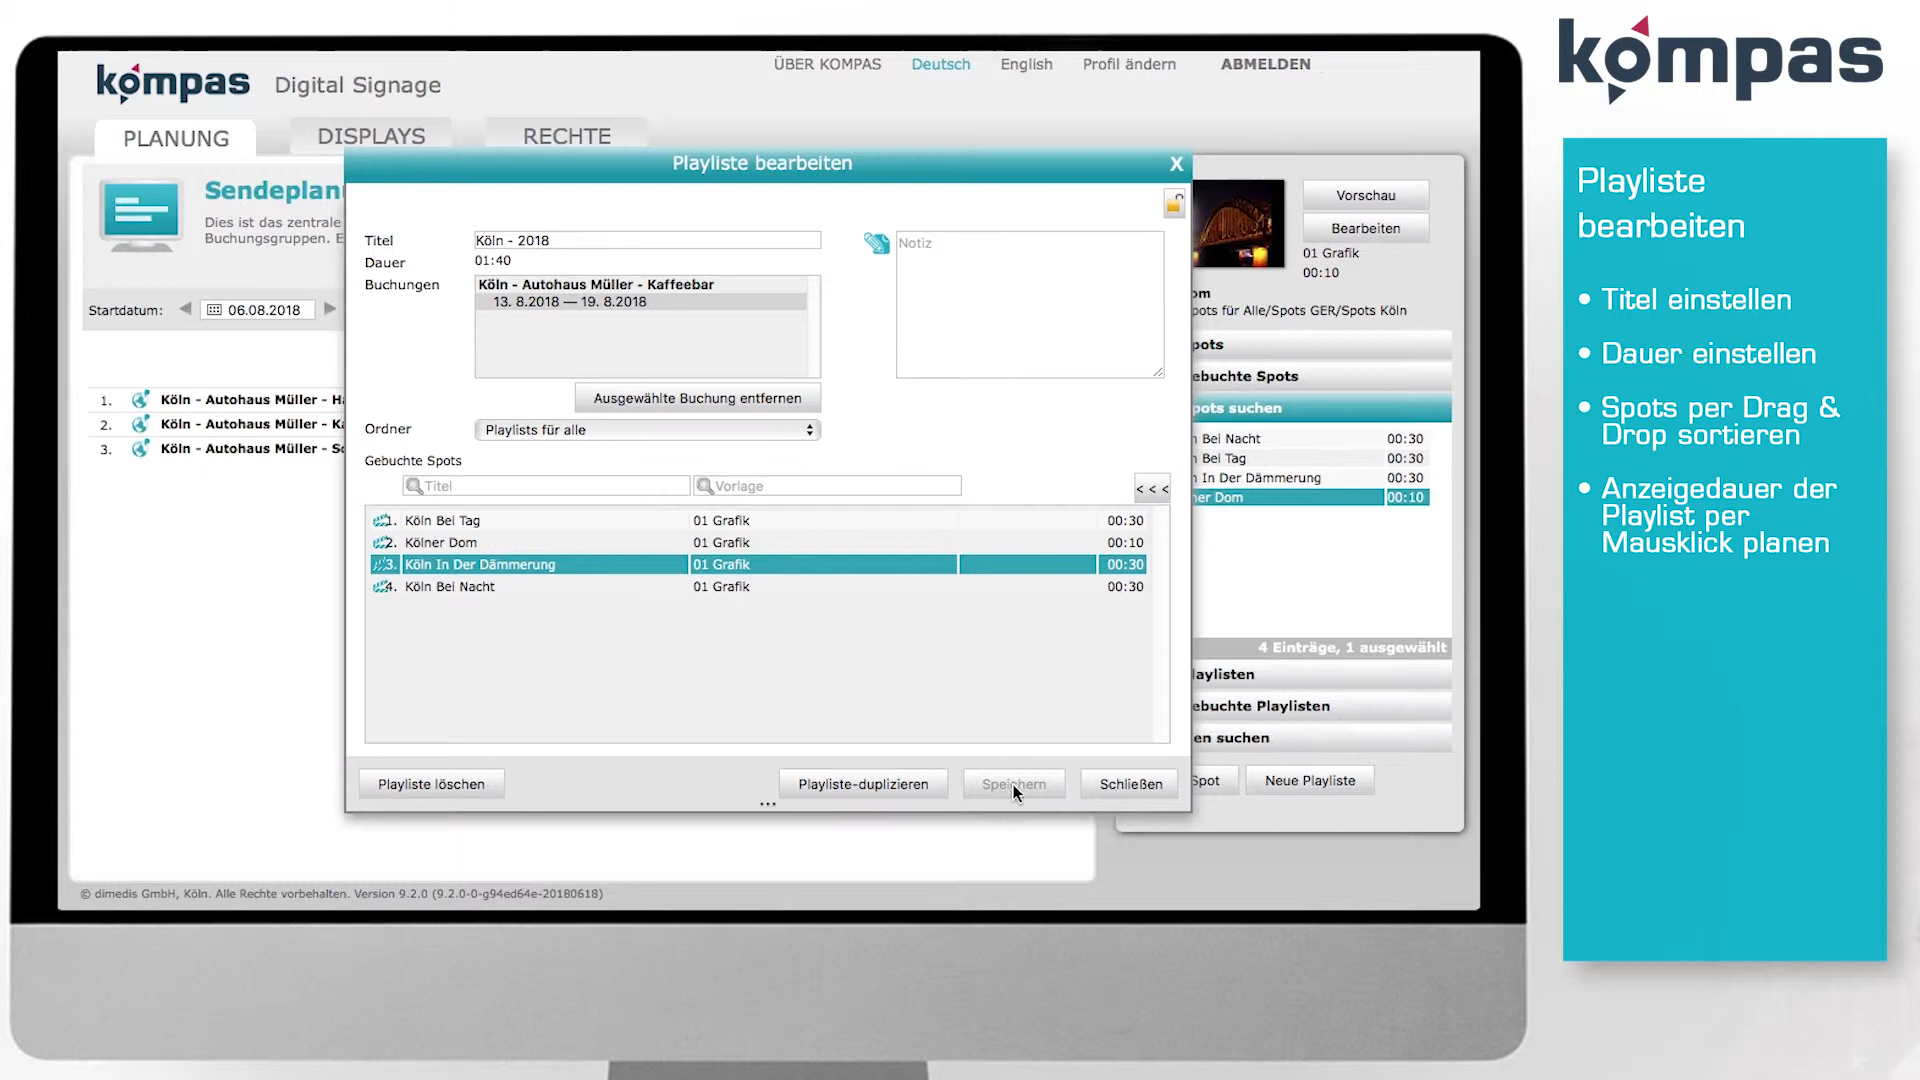 kompas
Digital Signage
ÜBER KOMPAS
Deutsch
English
Profil ändern
ABMELDEN
PLANUNG
DISPLAYS
RECHTE
Sendeplan
Dies ist das zentrale
Buchungsgruppen. E
Startdatum:
06.08.2018
1. Köln - Autohaus Müller - H
2. Köln - Autohaus Müller - K
3. Köln - Autohaus Müller - S
Playliste bearbeiten
X
Titel
Köln - 2018
Notiz
Dauer
01:40
Buchungen
Köln - Autohaus Müller - Kaffeebar
13. 8.2018 — 19. 8.2018
Ausgewählte Buchung entfernen
Ordner
Playlists für alle
Gebuchte Spots
Titel
Vorlage
< < <
1. Köln Bei Tag 01 Grafik 00:30
2. Kölner Dom 01 Grafik 00:10
3. Köln In Der Dämmerung 01 Grafik 00:30
4. Köln Bei Nacht 01 Grafik 00:30
Playliste löschen
...
Playliste-duplizieren
Speichern
Schließen
Vorschau
Bearbeiten
01 Grafik
00:10
om
pots für Alle/Spots GER/Spots Köln
pots
ebuchte Spots
pots suchen
n Bei Nacht 00:30
n Bei Tag 00:30
n In Der Dämmerung 00:30
ner Dom 00:10
4 Einträge, 1 ausgewählt
laylisten
ebuchte Playlisten
en suchen
Spot
Neue Playliste
© dimedis GmbH, Köln. Alle Rechte vorbehalten. Version 9.2.0 (9.2.0-0-g94ed64e-20180618)
kompas
Playliste
bearbeiten
• Titel einstellen
• Dauer einstellen
• Spots per Drag &
Drop sortieren
• Anzeigedauer der
Playlist per
Mausklick planen